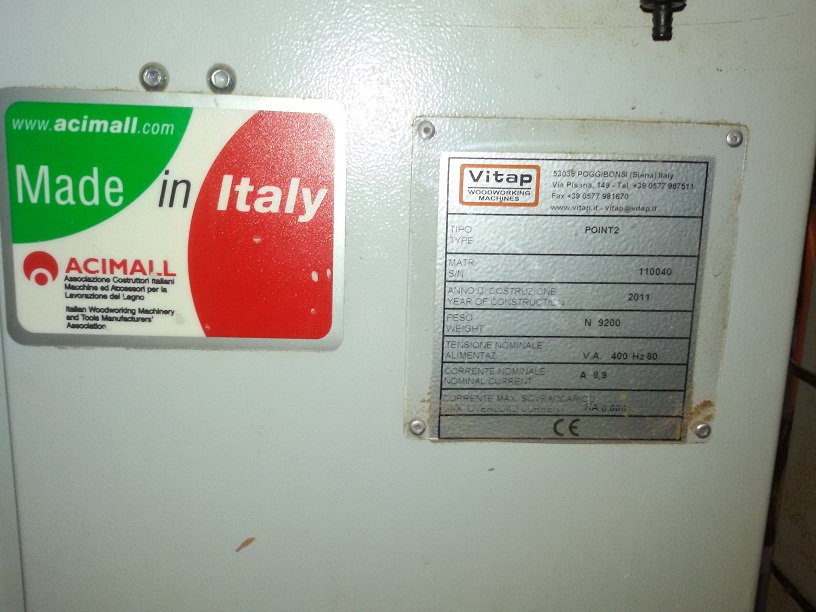 www.acimall.com
Made in Italy
ACIMALL
Associazione Costruttori Italiani
Macchine ed Accessori per la
Lavorazione del Legno
Italian Woodworking Machinery
and Tools Manufacturers'
Association
Vitap
WOODWORKING
MACHINES
53036 POGGIBONSI (Siena) Italy
Via Pisana, 149 - Tel. +39 0577 987511
Fax +39 0577 981670
www.vitap.it - vitap@vitap.it
TIPO
TYPE
POINT2
MATR.
S/N
110040
ANNO DI COSTRUZIONE
YEAR OF CONSTRUCTION
2011
PESO
WEIGHT
N 9200
TENSIONE NOMINALE
ALIMENTAZ.
V.A. 400 Hz 50
CORRENTE NOMINALE
NOMINAL CURRENT
A 8,9
CORRENTE MAX. SOVRACCARICO
MAX. OVERLOAD CURRENT
CE